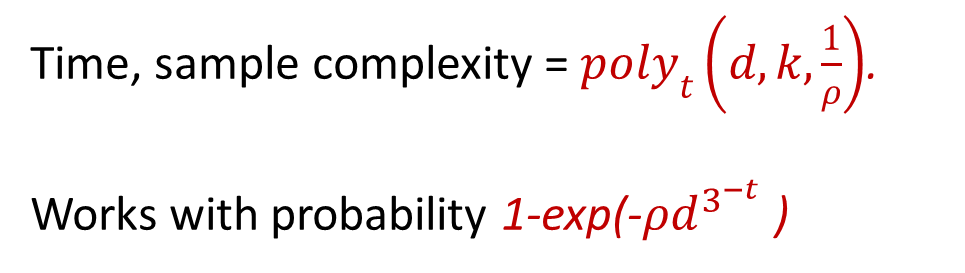 Time, sample complexity = poly_t (d, k, 1/ρ).
Works with probability 1-exp(-ρd^{3^{-t}} )